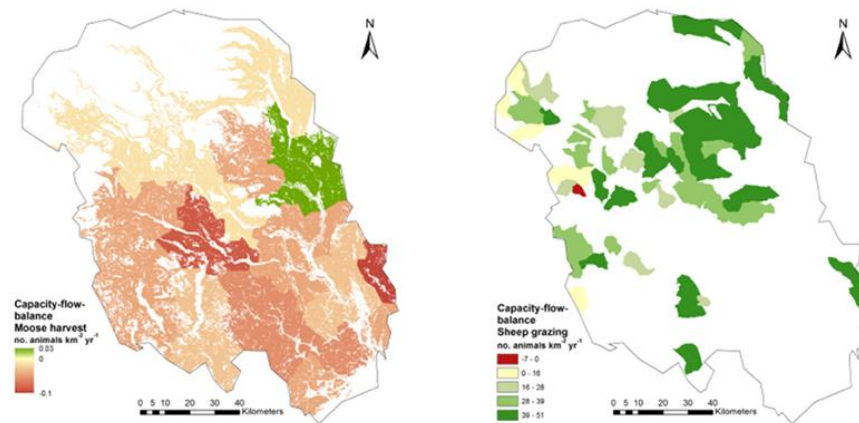 N
Capacity-flow-
balance
Moose harvest
no. animals km⁻² yr⁻¹
0.03
-0.1
0 5 10 20 30 40
Kilometers
N
Capacity-flow-
balance
Sheep grazing
no. animals km⁻² yr⁻¹
-7 - 0
0 - 16
16 - 28
28 - 39
39 - 51
0 5 10 20 30 40
Kilometers